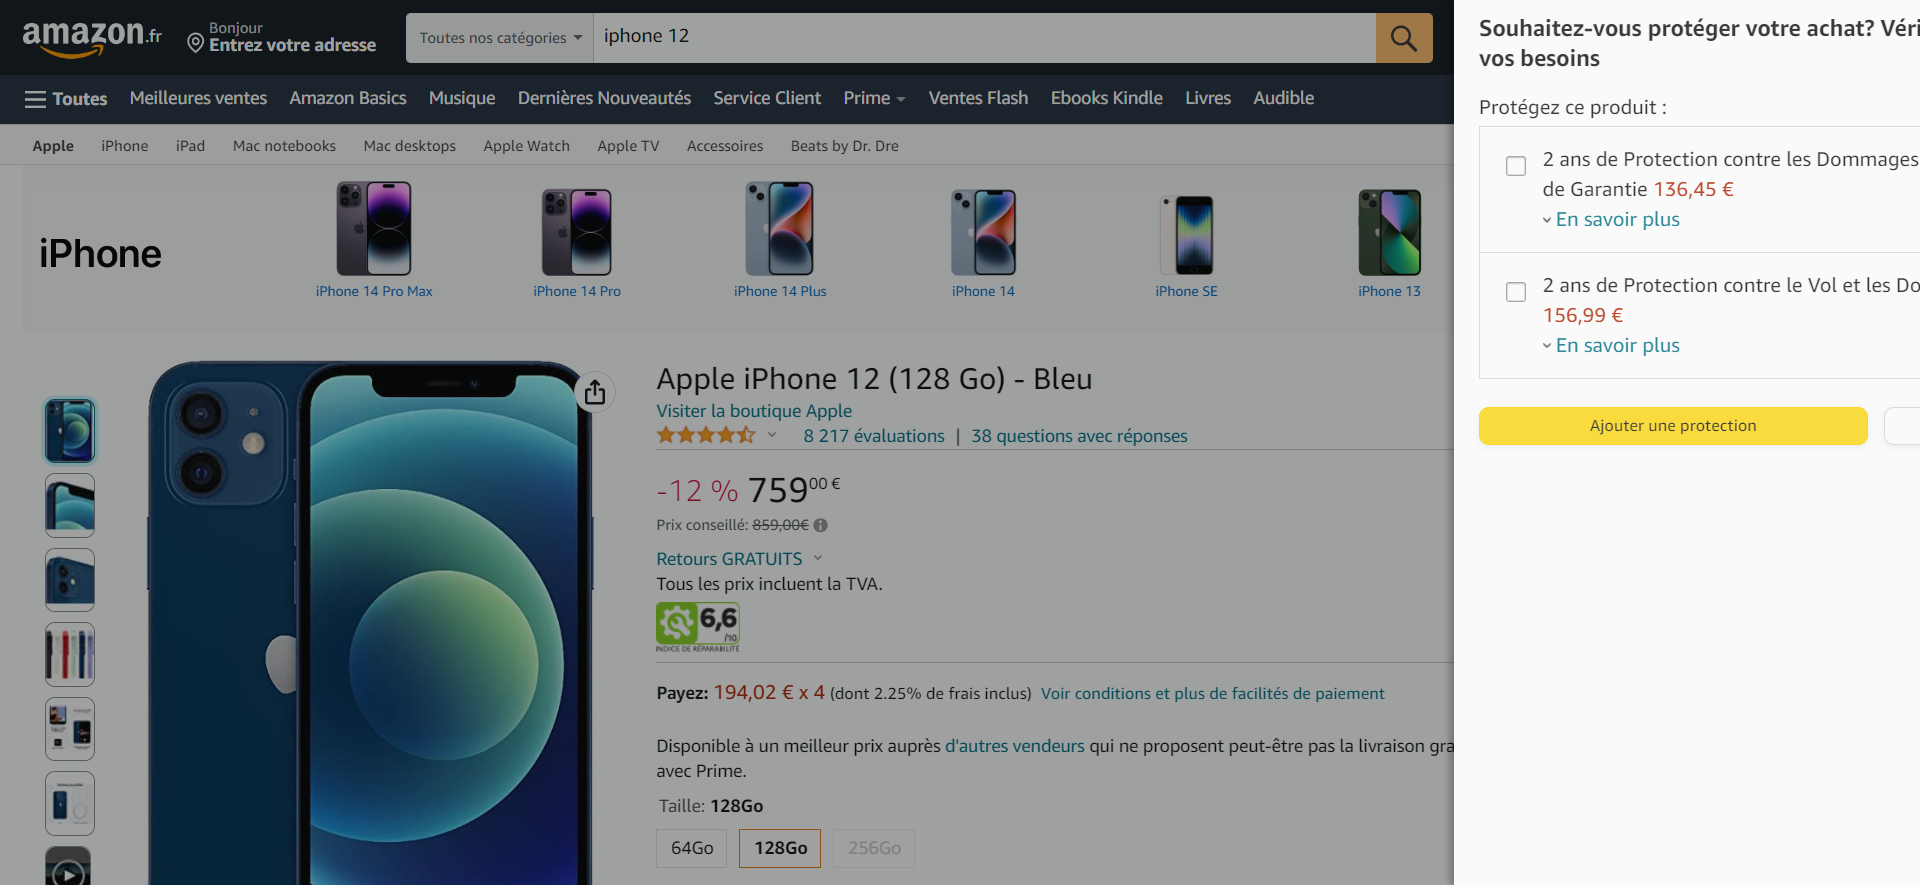 amazon.fr
Bonjour
Entrez votre adresse
Toutes nos catégories
iphone 12
Toutes
Meilleures ventes
Amazon Basics
Musique
Dernières Nouveautés
Service Client
Prime
Ventes Flash
Ebooks Kindle
Livres
Audible
Apple
iPhone
iPad
Mac notebooks
Mac desktops
Apple Watch
Apple TV
Accessoires
Beats by Dr. Dre
iPhone
iPhone 14 Pro Max
iPhone 14 Pro
iPhone 14 Plus
iPhone 14
iPhone SE
iPhone 13
Apple iPhone 12 (128 Go) - Bleu
Visiter la boutique Apple
8 217 évaluations | 38 questions avec réponses
-12 % 759,00 €
Prix conseillé: 859,00€
Retours GRATUITS
Tous les prix incluent la TVA.
6,6
/10
INDICE DE RÉPARABILITÉ
Payez: 194,02 € x 4 (dont 2.25% de frais inclus) Voir conditions et plus de facilités de paiement
Disponible à un meilleur prix auprès d'autres vendeurs qui ne proposent peut-être pas la livraison gra
avec Prime.
Taille: 128Go
64Go
128Go
256Go
Souhaitez-vous protéger votre achat? Véri
vos besoins
Protégez ce produit :
2 ans de Protection contre les Dommages
de Garantie 136,45 €
En savoir plus
2 ans de Protection contre le Vol et les Do
156,99 €
En savoir plus
Ajouter une protection